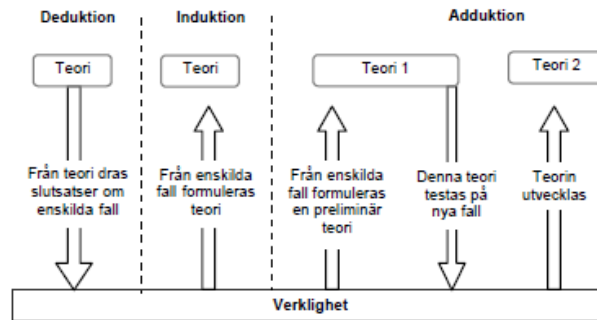 Deduktion
Induktion
Adduktion
Teori
Teori
Teori 1
Teori 2
Från teori dras
slutsatser om
enskilda fall
Från enskilda
fall formuleras
teori
Från enskilda
fall formuleras
en preliminär
teori
Denna teori
testas på
nya fall
Teorin
utvecklas
Verklighet